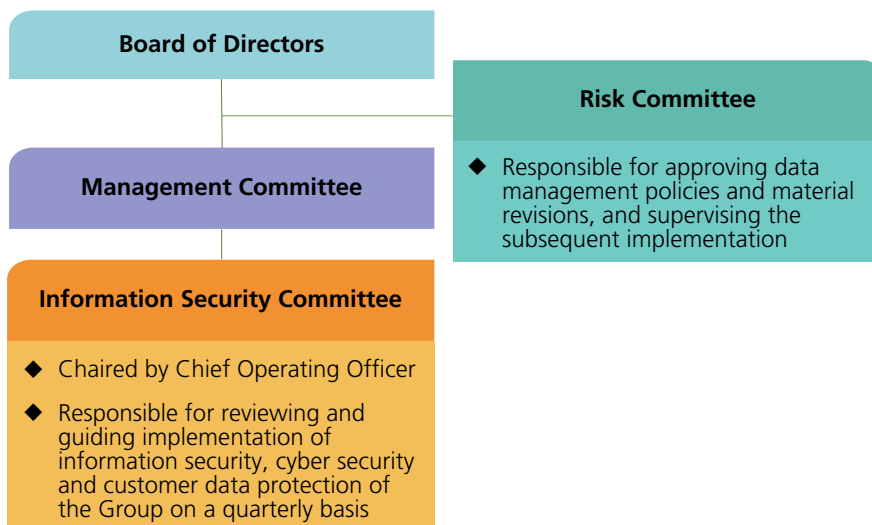 Board of Directors
Risk Committee
◆ Responsible for approving data
management policies and material
revisions, and supervising the
subsequent implementation
Management Committee
Information Security Committee
◆ Chaired by Chief Operating Officer
◆ Responsible for reviewing and
guiding implementation of
information security, cyber security
and customer data protection of
the Group on a quarterly basis